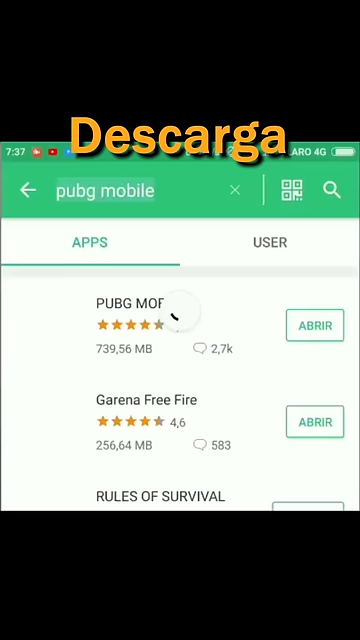 Descarga
7:37
ARO 4G
pubg mobile
APPS
USER
PUBG MOB
739,56 MB
2,7k
ABRIR
Garena Free Fire
4,6
256,64 MB
583
ABRIR
RULES OF SURVIVAL